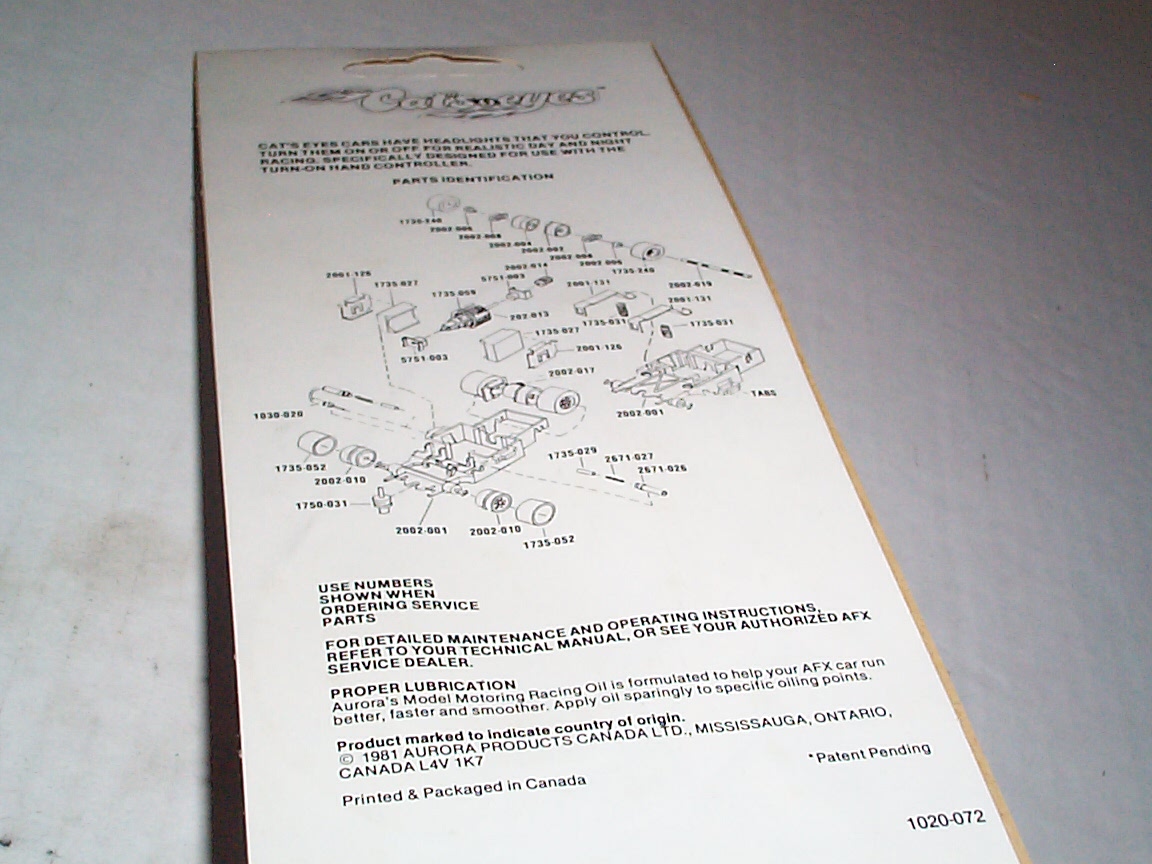 Cat's eyes™
CAT'S EYES CARS HAVE HEADLIGHTS THAT YOU CONTROL.
TURN THEM ON OR OFF FOR REALISTIC DAY AND NIGHT
RACING. SPECIFICALLY DESIGNED FOR USE WITH THE
TURN-ON HAND CONTROLLER.
PARTS IDENTIFICATION
1735-240
2002-006
2002-008
2002-004
2002-002
2002-008
2002-006
1735-240
2002-019
2002-014
5751-003
2001-126
1735-027
1735-059
202-013
2001-131
2001-131
1735-031
1735-031
1735-027
2001-126
5751-003
2002-017
TABS
2002-001
1030-020
1735-052
2002-010
1750-031
2002-001
2002-010
1735-052
1735-029
2671-027
2671-026
USE NUMBERS
SHOWN WHEN
ORDERING SERVICE
PARTS
FOR DETAILED MAINTENANCE AND OPERATING INSTRUCTIONS,
REFER TO YOUR TECHNICAL MANUAL, OR SEE YOUR AUTHORIZED AFX
SERVICE DEALER.
PROPER LUBRICATION
Aurora's Model Motoring Racing Oil is formulated to help your AFX car run
better, faster and smoother. Apply oil sparingly to specific oiling points.
Product marked to indicate country of origin.
© 1981 AURORA PRODUCTS CANADA LTD., MISSISSAUGA, ONTARIO,
CANADA L4V 1K7
*Patent Pending
Printed & Packaged in Canada
1020-072